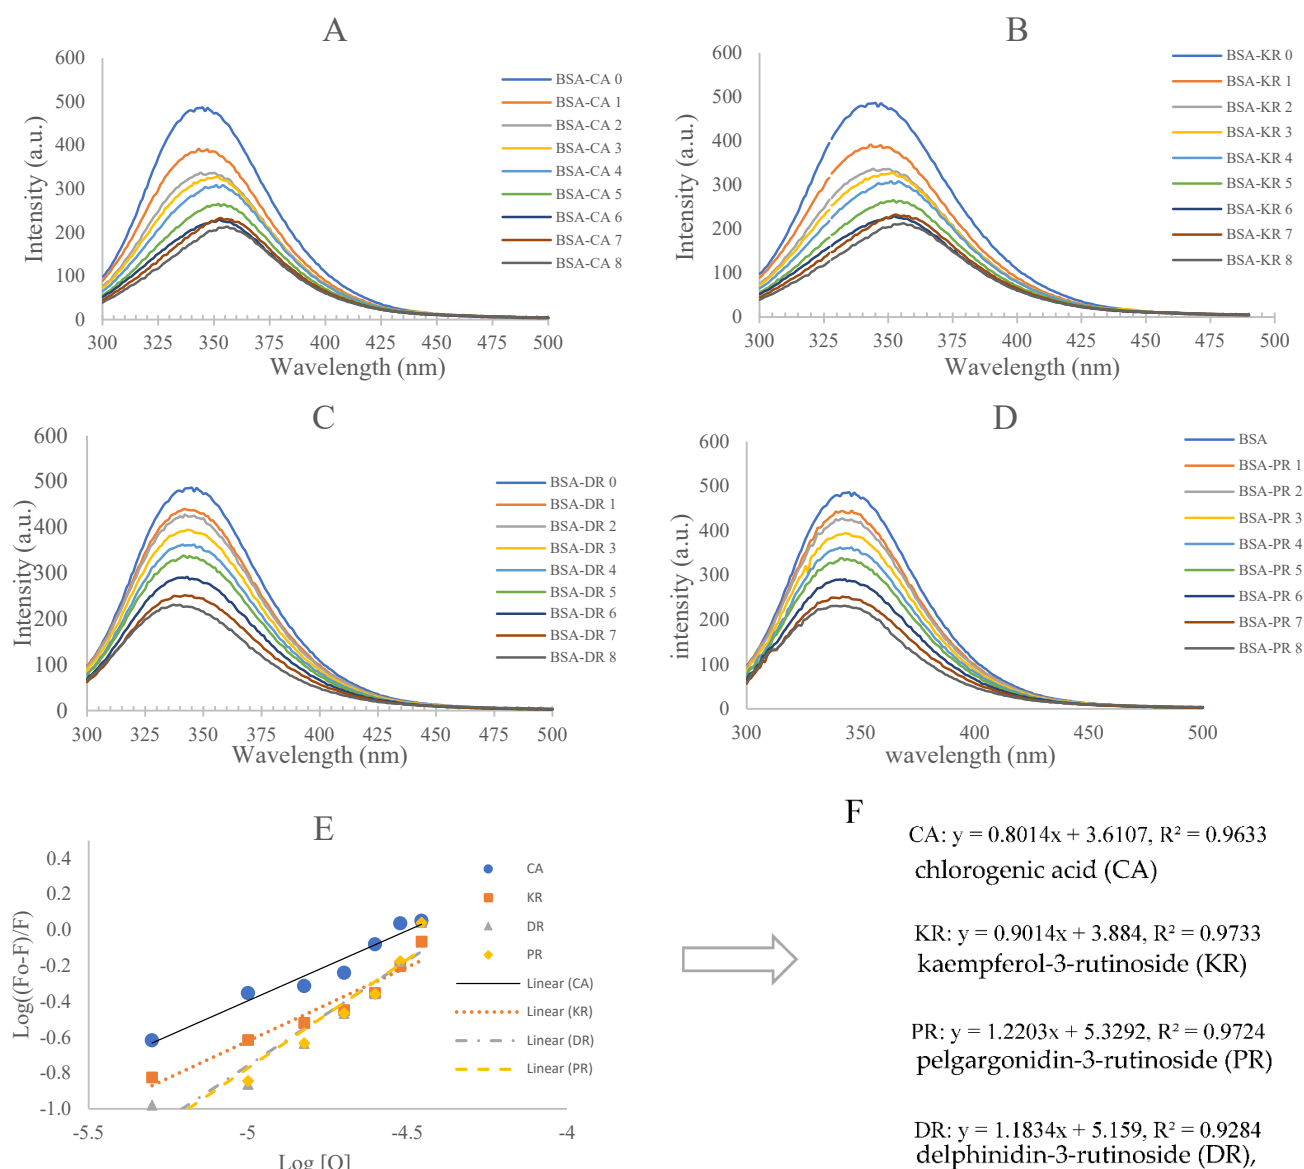 A
600
500
400
300
200
100
0
300
325
350
375
400
425
450
475
500
Intensity (a.u.)
Wavelength (nm)
BSA-CA 0
BSA-CA 1
BSA-CA 2
BSA-CA 3
BSA-CA 4
BSA-CA 5
BSA-CA 6
BSA-CA 7
BSA-CA 8
B
600
500
400
300
200
100
0
300
325
350
375
400
425
450
475
500
Intensity (a.u.)
Wavelength (nm)
BSA-KR 0
BSA-KR 1
BSA-KR 2
BSA-KR 3
BSA-KR 4
BSA-KR 5
BSA-KR 6
BSA-KR 7
BSA-KR 8
C
600
500
400
300
200
100
0
300
325
350
375
400
425
450
475
500
Intensity (a.u.)
Wavelength (nm)
BSA-DR 0
BSA-DR 1
BSA-DR 2
BSA-DR 3
BSA-DR 4
BSA-DR 5
BSA-DR 6
BSA-DR 7
BSA-DR 8
D
600
500
400
300
200
100
0
300
350
400
450
500
intensity (a.u.)
wavelength (nm)
BSA
BSA-PR 1
BSA-PR 2
BSA-PR 3
BSA-PR 4
BSA-PR 5
BSA-PR 6
BSA-PR 7
BSA-PR 8
E
0.4
0.2
0.0
-0.2
-0.4
-0.6
-0.8
-1.0
-5.5
-5
-4.5
-4
Log((Fo-F)/F)
Log [Q]
CA
KR
DR
PR
Linear (CA)
Linear (KR)
Linear (DR)
Linear (PR)
F
CA: y = 0.8014x + 3.6107, R² = 0.9633
chlorogenic acid (CA)
KR: y = 0.9014x + 3.884, R² = 0.9733
kaempferol-3-rutinoside (KR)
PR: y = 1.2203x + 5.3292, R² = 0.9724
pelgargonidin-3-rutinoside (PR)
DR: y = 1.1834x + 5.159, R² = 0.9284
delphinidin-3-rutinoside (DR),